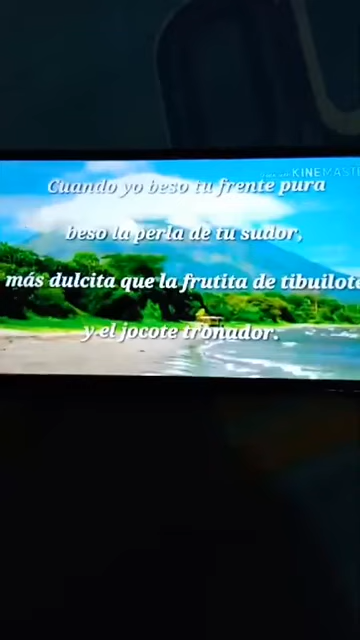 KINEMASTER
Cuando yo beso tu frente pura
beso la perla de tu sudor,
más dulcita que la frutita de tibuilote
y el jocote tronador.